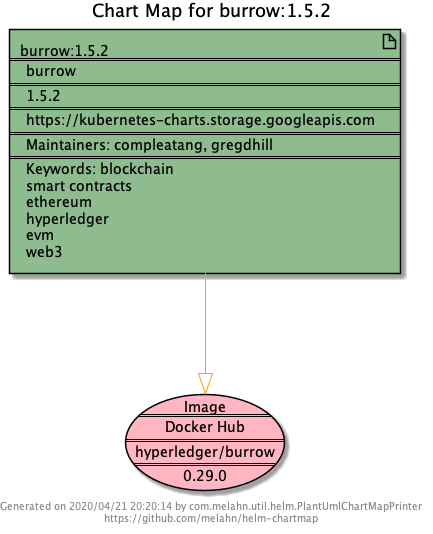 Chart Map for burrow:1.5.2
burrow:1.5.2
burrow
1.5.2
https://kubernetes-charts.storage.googleapis.com
Maintainers: compleatang, gregdhill
Keywords: blockchain
smart contracts
ethereum
hyperledger
evm
web3
Image
Docker Hub
hyperledger/burrow
0.29.0
Generated on 2020/04/21 20:20:14 by com.melahn.util.helm.PlantUmlChartMapPrinter
https://github.com/melahn/helm-chartmap